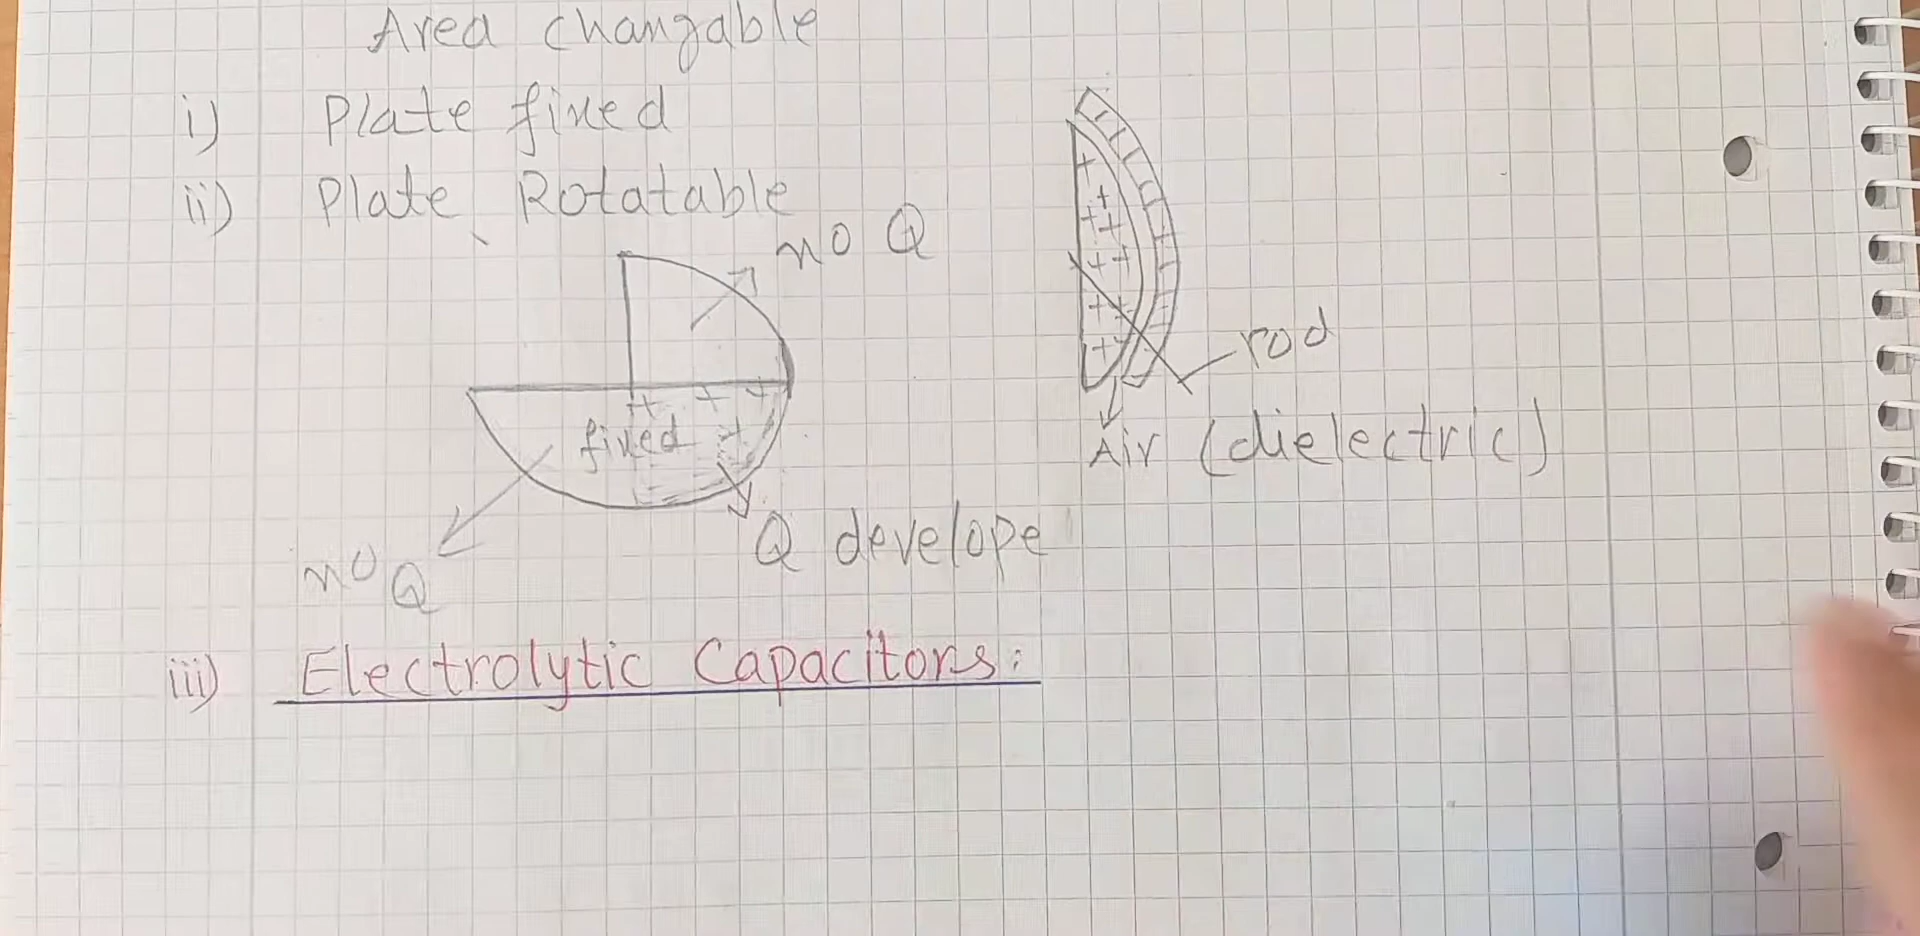 Area changable
i) Plate fixed
ii) Plate Rotatable
no Q
rod
fixed
Air (dielectric)
Q develope
no Q
iii) Electrolytic Capacitors: